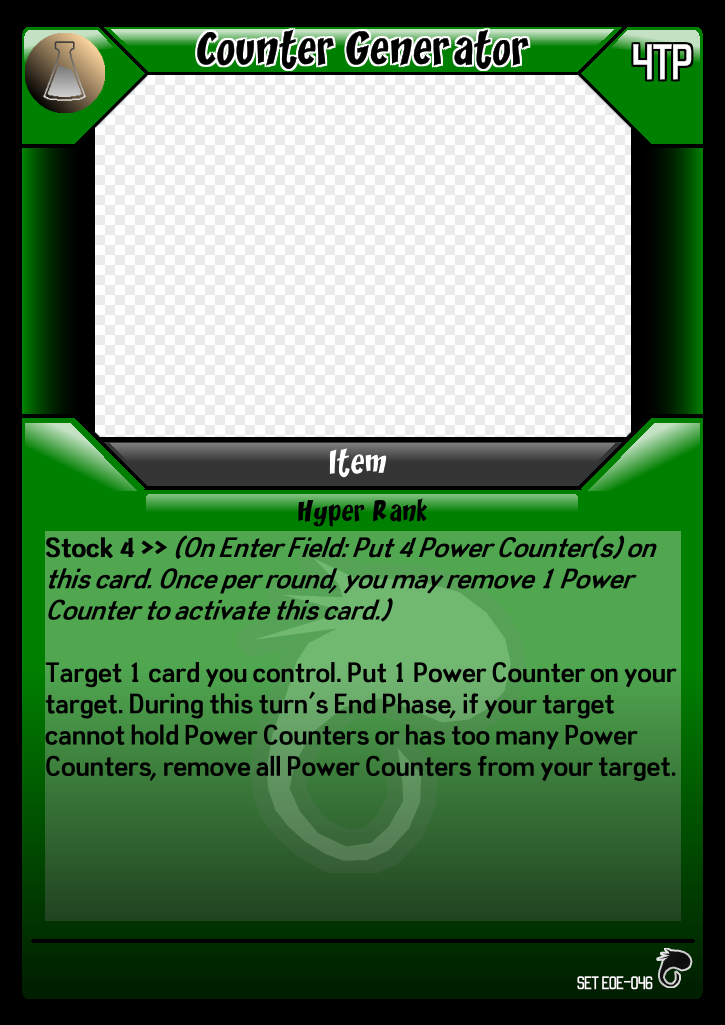 Counter Generator
4TP
Item
Hyper Rank
Stock 4 >> (On Enter Field: Put 4 Power Counter(s) on
this card. Once per round, you may remove 1 Power
Counter to activate this card.)
Target 1 card you control. Put 1 Power Counter on your
target. During this turn's End Phase, if your target
cannot hold Power Counters or has too many Power
Counters, remove all Power Counters from your target.
SET EOE-046